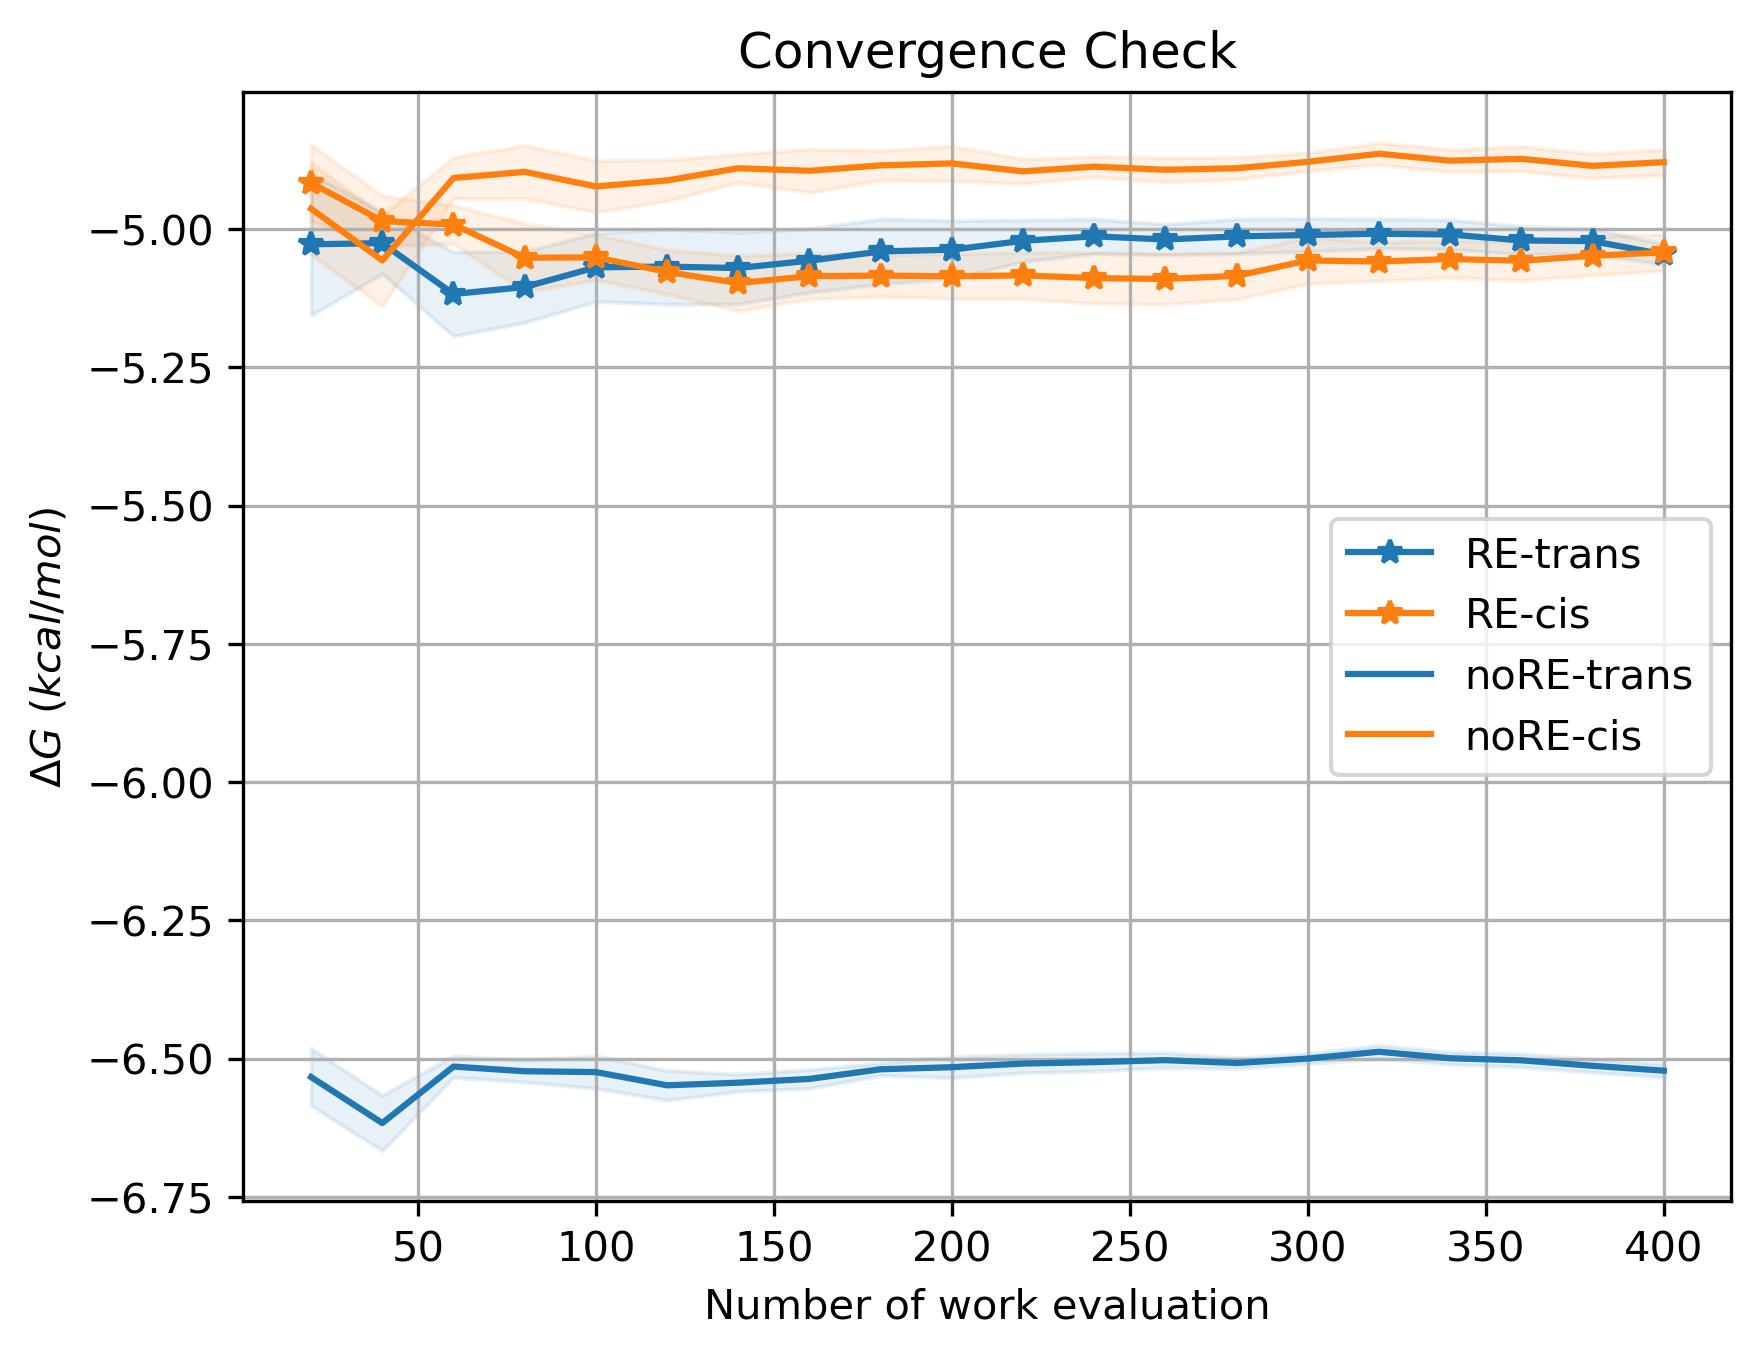 Convergence Check
ΔG (kcal/mol)
−5.00
−5.25
−5.50
−5.75
−6.00
−6.25
−6.50
−6.75
RE-trans
RE-cis
noRE-trans
noRE-cis
50 100 150 200 250 300 350 400
Number of work evaluation